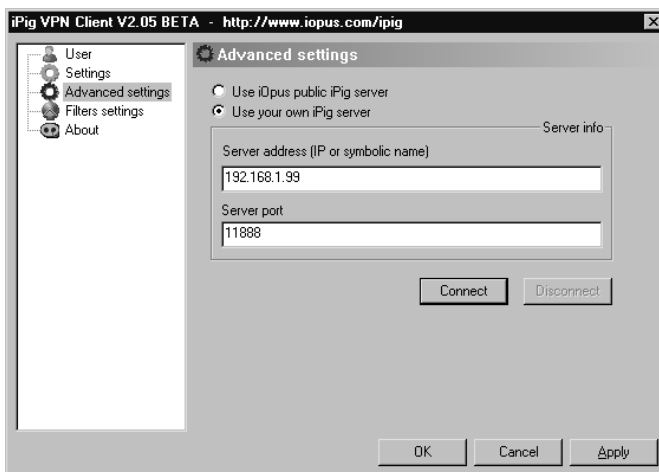 iPig VPN Client V2.05 BETA - http://www.iopus.com/ipig
User
Settings
Advanced settings
Filters settings
About
Advanced settings
Use iOpus public iPig server
Use your own iPig server
Server info
Server address (IP or symbolic name)
192.168.1.99
Server port
11888
Connect
Disconnect
OK
Cancel
Apply